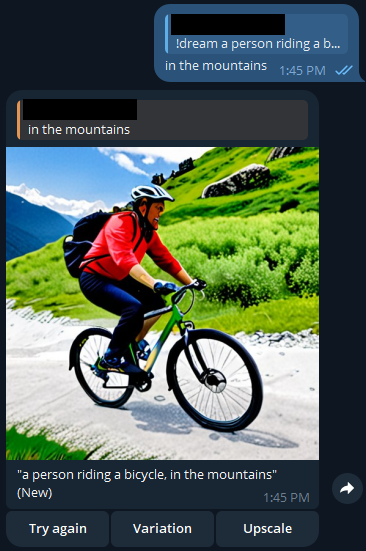 !dream a person riding a b...
in the mountains
1:45 PM
in the mountains
"a person riding a bicycle, in the mountains"
(New)
1:45 PM
Try again
Variation
Upscale